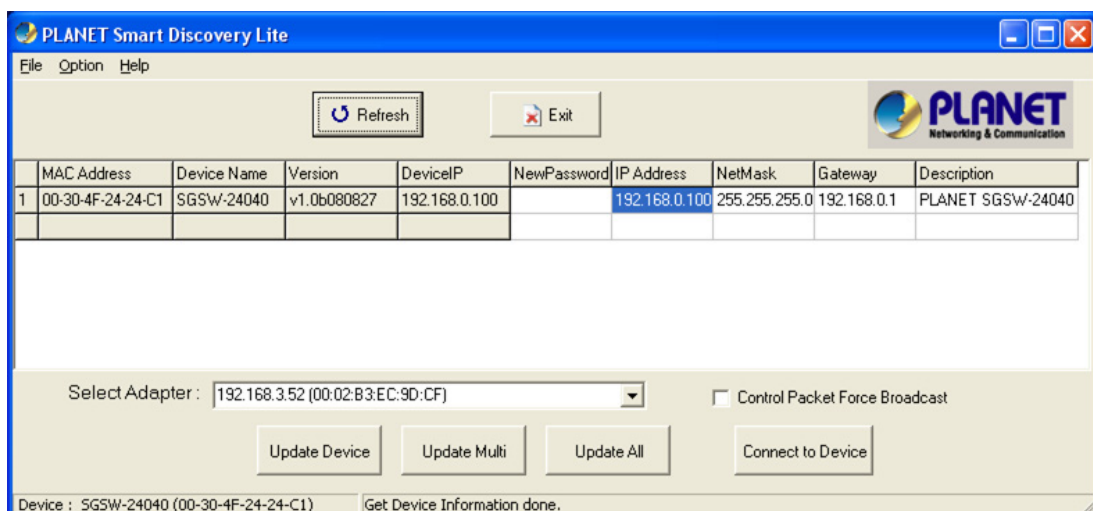 PLANET Smart Discovery Lite
File Option Help
Refresh Exit
PLANET
Networking & Communication
MAC Address Device Name Version DeviceIP NewPassword IP Address NetMask Gateway Description
1 00-30-4F-24-24-C1 SGSW-24040 v1.0b080827 192.168.0.100 192.168.0.100 255.255.255.0 192.168.0.1 PLANET SGSW-24040
Select Adapter : 192.168.3.52 (00:02:B3:EC:9D:CF) Control Packet Force Broadcast
Update Device Update Multi Update All Connect to Device
Device : SGSW-24040 (00-30-4F-24-24-C1) Get Device Information done.